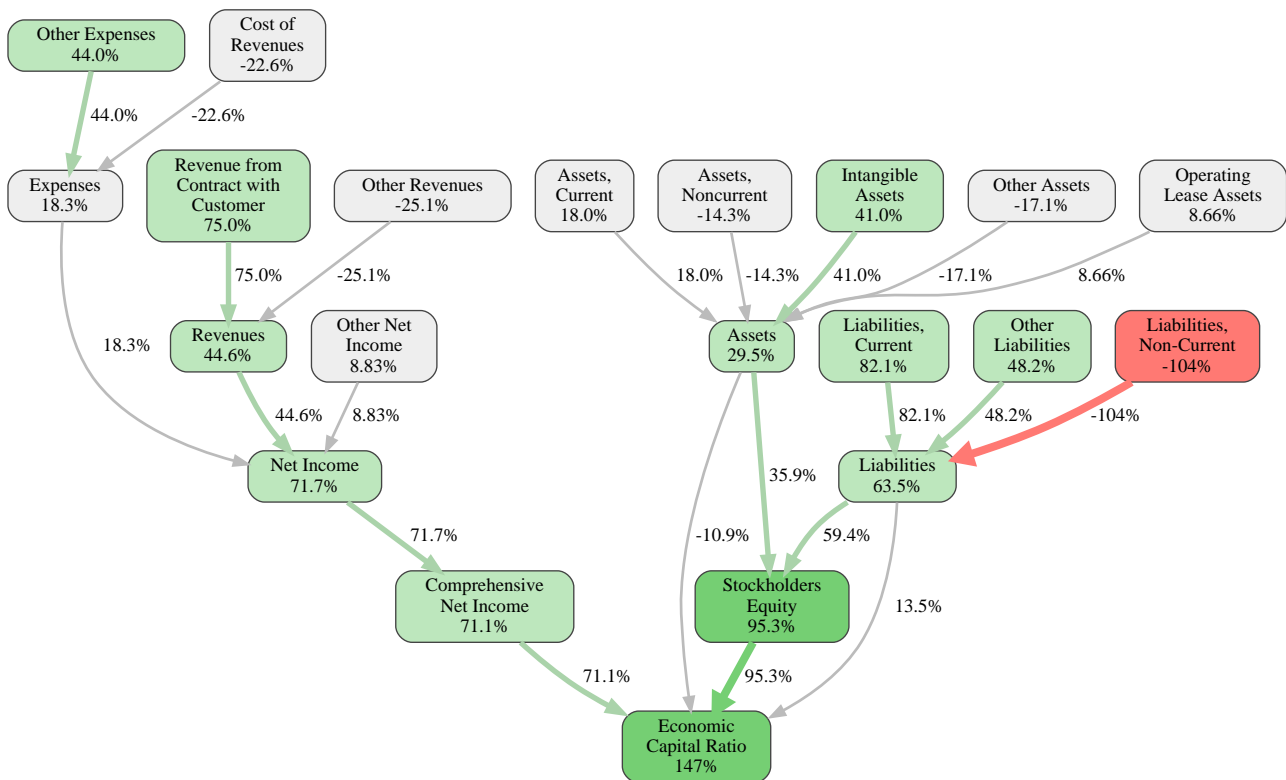 Other Expenses
44.0%
Cost of
Revenues
-22.6%
44.0%
-22.6%
Expenses
18.3%
Revenue from
Contract with
Customer
75.0%
Other Revenues
-25.1%
Assets,
Current
18.0%
Assets,
Noncurrent
-14.3%
Intangible
Assets
41.0%
Other Assets
-17.1%
Operating
Lease Assets
8.66%
75.0%
-25.1%
18.0%
-14.3%
41.0%
-17.1%
8.66%
18.3%
Revenues
44.6%
Other Net
Income
8.83%
Assets
29.5%
Liabilities,
Current
82.1%
Other
Liabilities
48.2%
Liabilities,
Non-Current
-104%
44.6%
8.83%
82.1%
48.2%
-104%
Net Income
71.7%
35.9%
Liabilities
63.5%
71.7%
-10.9%
59.4%
Comprehensive
Net Income
71.1%
Stockholders
Equity
95.3%
13.5%
71.1%
95.3%
Economic
Capital Ratio
147%